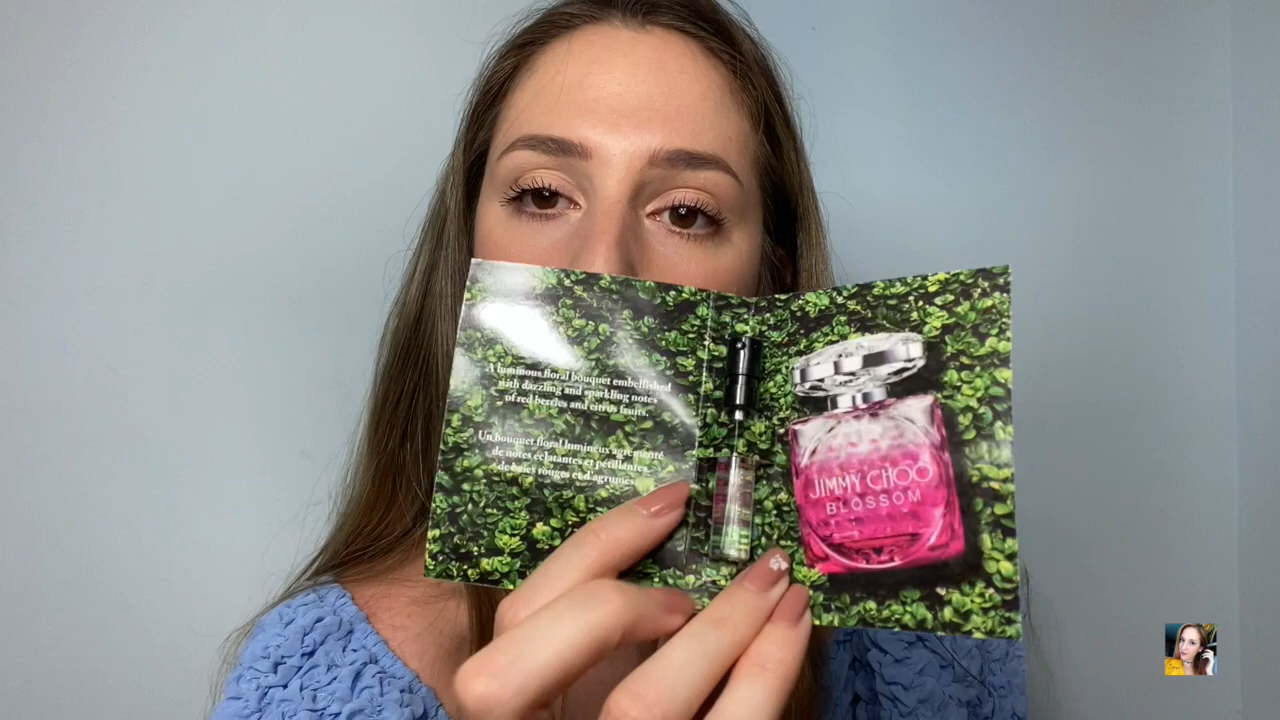 A luminous floral bouquet embellished
with dazzling and sparkling notes
of red berries and citrus fruits.
Un bouquet floral lumineux agrémenté
de notes éclatantes et pétillantes
de baies rouges et d'agrumes.
JIMMY CHOO
BLOSSOM